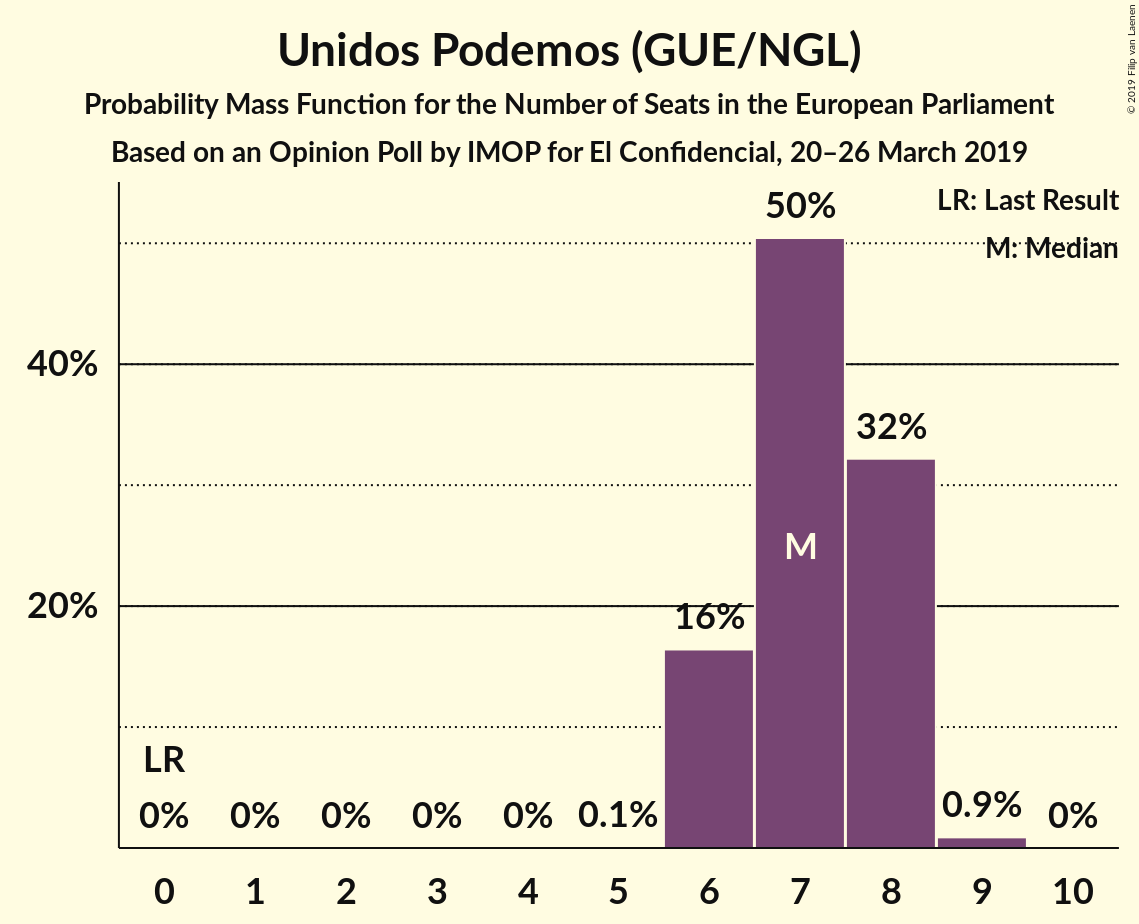 Unidos Podemos (GUE/NGL)
Probability Mass Function for the Number of Seats in the European Parliament
Based on an Opinion Poll by IMOP for El Confidencial, 20–26 March 2019
© 2019 Filip van Laenen
LR: Last Result
M: Median
50%
40%
32%
M
20%
16%
LR
0% 0% 0% 0% 0% 0.1% 0.9% 0%
0 1 2 3 4 5 6 7 8 9 10